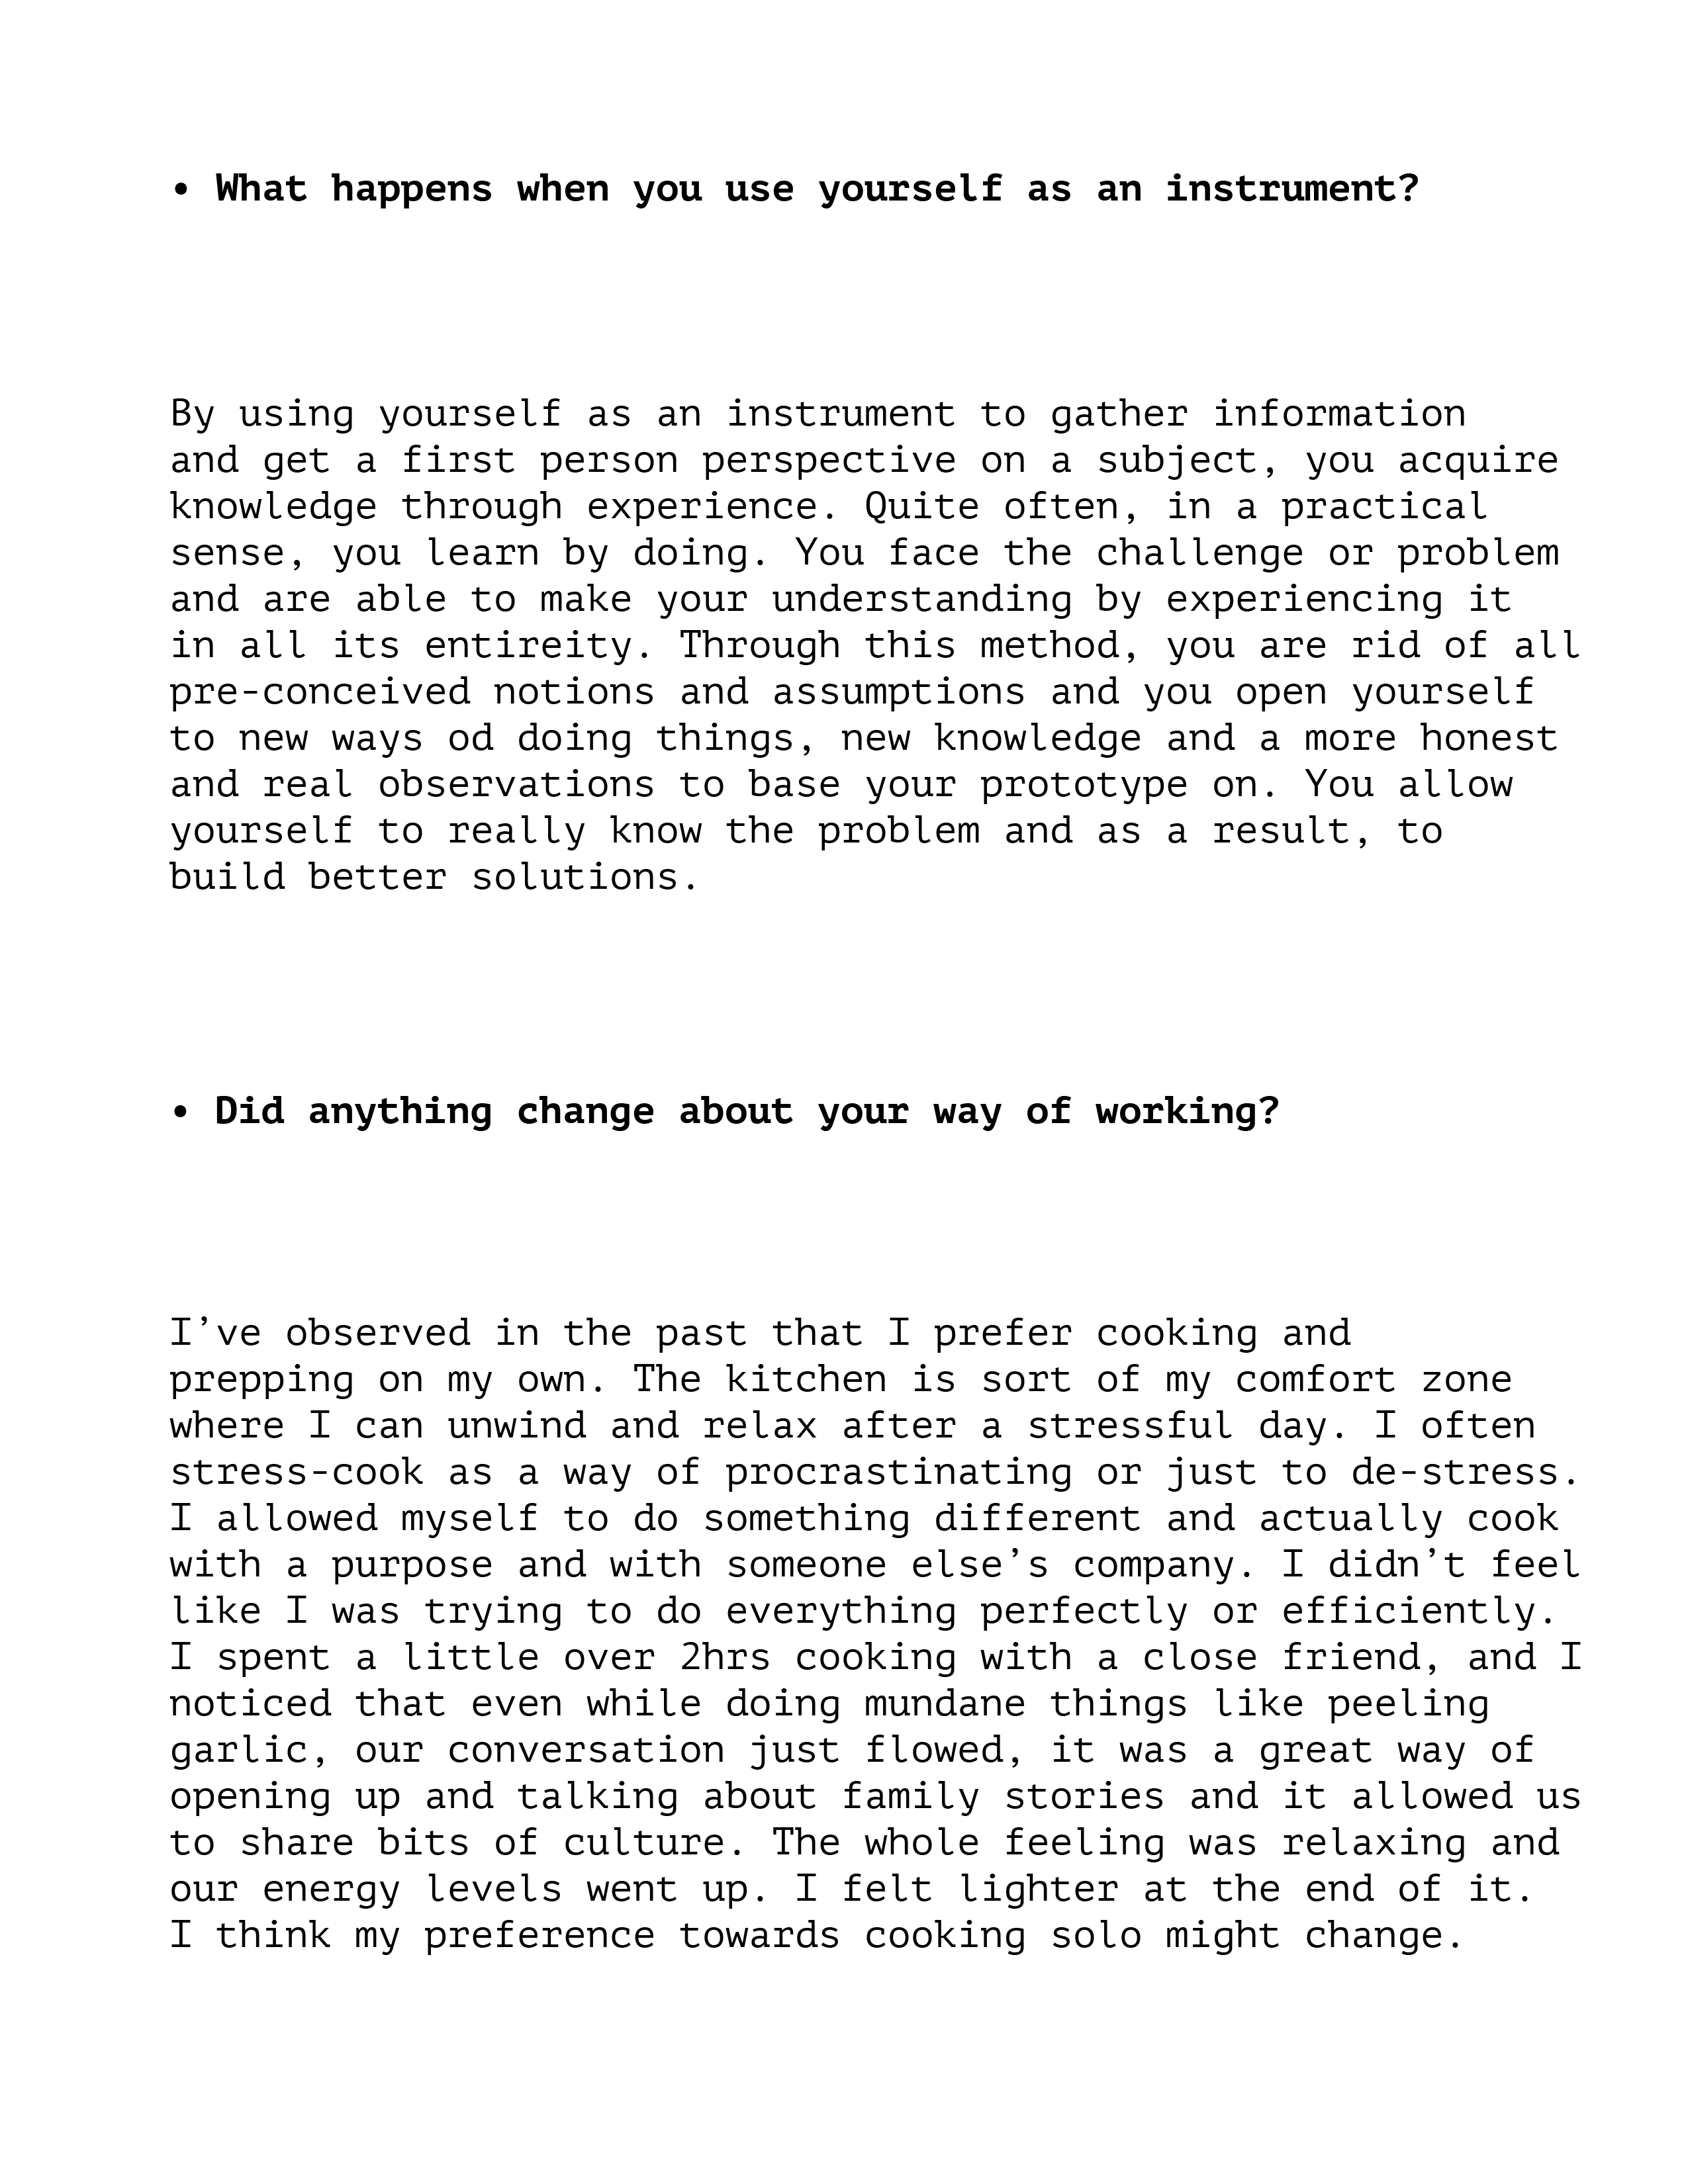 • What happens when you use yourself as an instrument?
By using yourself as an instrument to gather information
and get a first person perspective on a subject, you acquire
knowledge through experience. Quite often, in a practical
sense, you learn by doing. You face the challenge or problem
and are able to make your understanding by experiencing it
in all its entireity. Through this method, you are rid of all
pre-conceived notions and assumptions and you open yourself
to new ways od doing things, new knowledge and a more honest
and real observations to base your prototype on. You allow
yourself to really know the problem and as a result, to
build better solutions.
• Did anything change about your way of working?
I’ve observed in the past that I prefer cooking and
prepping on my own. The kitchen is sort of my comfort zone
where I can unwind and relax after a stressful day. I often
stress-cook as a way of procrastinating or just to de-stress.
I allowed myself to do something different and actually cook
with a purpose and with someone else’s company. I didn’t feel
like I was trying to do everything perfectly or efficiently.
I spent a little over 2hrs cooking with a close friend, and I
noticed that even while doing mundane things like peeling
garlic, our conversation just flowed, it was a great way of
opening up and talking about family stories and it allowed us
to share bits of culture. The whole feeling was relaxing and
our energy levels went up. I felt lighter at the end of it.
I think my preference towards cooking solo might change.